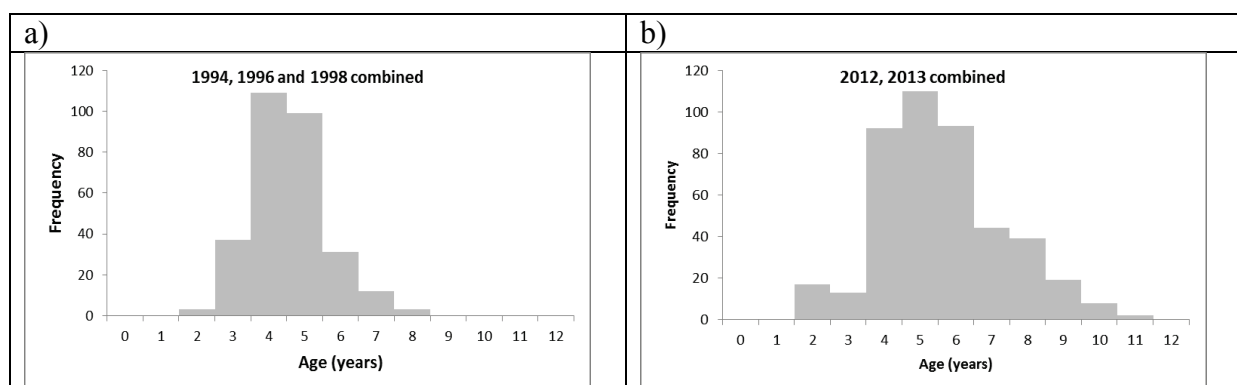 a)
b)
1994, 1996 and 1998 combined
120
100
80
60
40
20
0
Frequency
0 1 2 3 4 5 6 7 8 9 10 11 12
Age (years)
2012, 2013 combined
120
100
80
60
40
20
0
Frequency
0 1 2 3 4 5 6 7 8 9 10 11 12
Age (years)